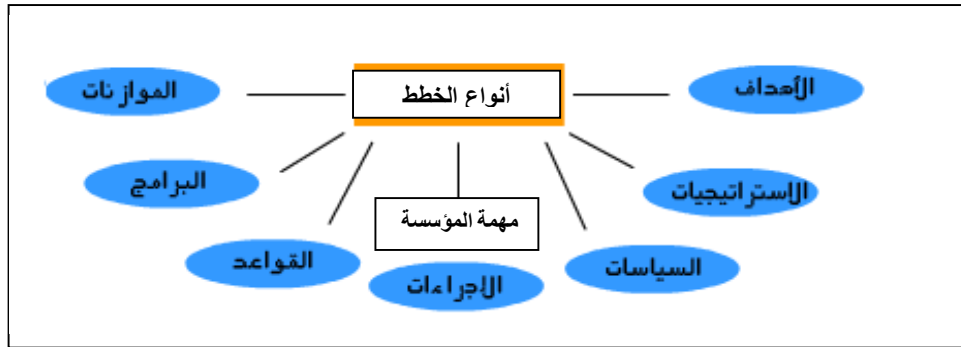 أنواع الخطط
الأهداف
الموازنات
الاستراتيجيات
البرامج
مهمة المؤسسة
السياسات
القواعد
الإجراءات